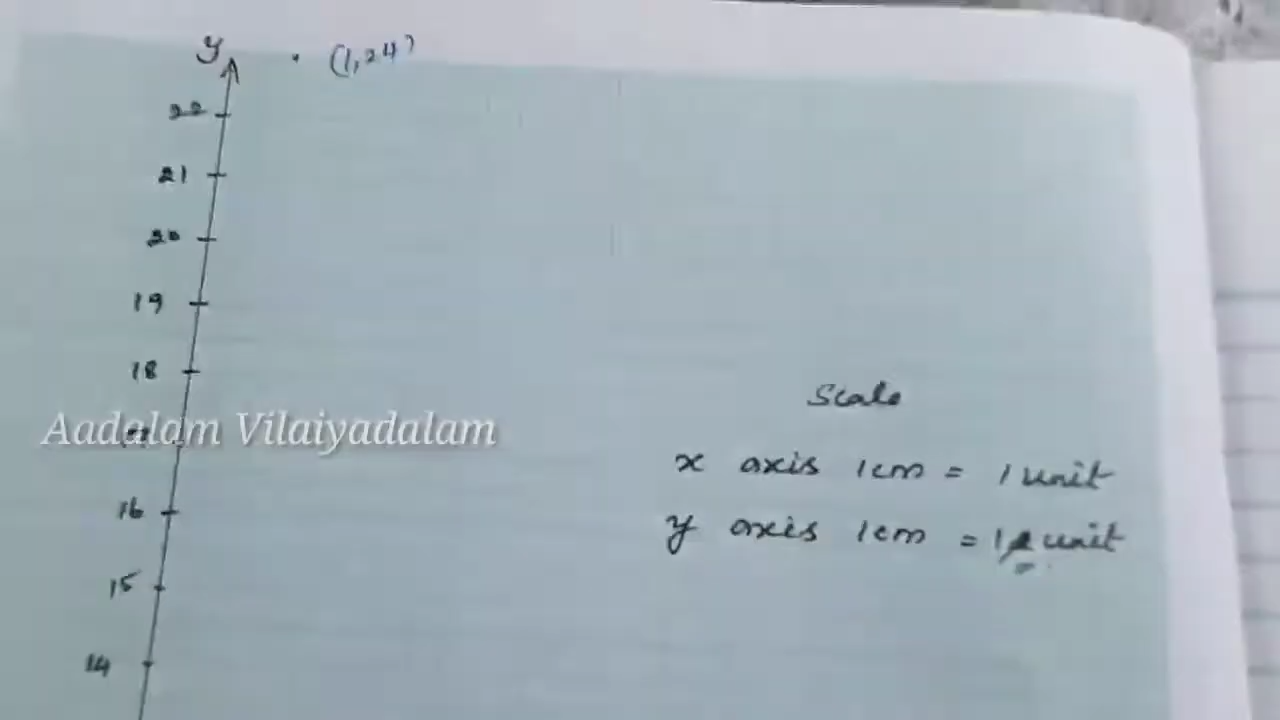 y
(1,24)
22
21
20
19
18
Aadalam Vilaiyadalam
16
15
14
Scale
x axis 1cm = 1 unit
y axis 1cm = 1 unit